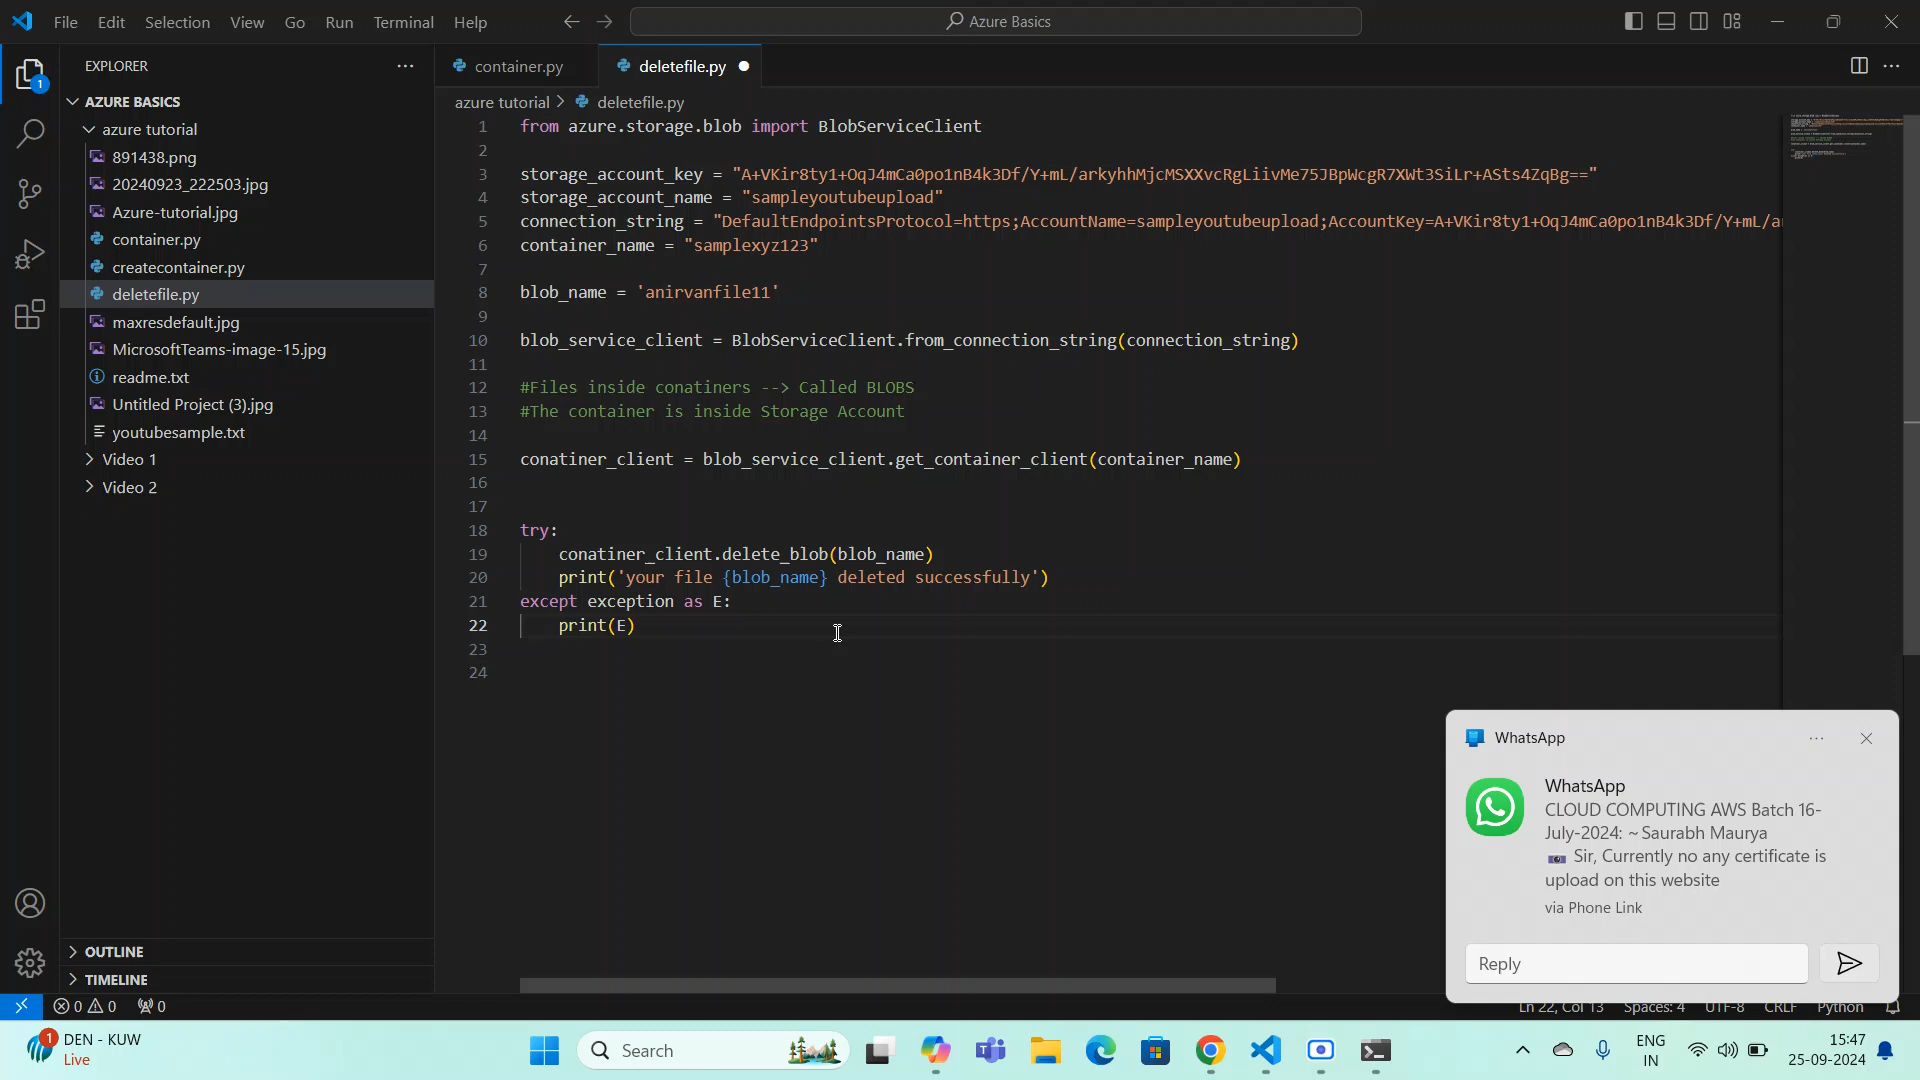 File Edit Selection View Go Run Terminal Help
Azure Basics
EXPLORER
container.py
deletefile.py
AZURE BASICS
azure tutorial
891438.png
20240923_222503.jpg
Azure-tutorial.jpg
container.py
createcontainer.py
deletefile.py
maxresdefault.jpg
MicrosoftTeams-image-15.jpg
readme.txt
Untitled Project (3).jpg
youtubesample.txt
Video 1
Video 2
OUTLINE
TIMELINE
azure tutorial > deletefile.py
1 from azure.storage.blob import BlobServiceClient
2
3 storage_account_key = "A+VKir8ty1+OqJ4mCa0po1nB4k3Df/Y+mL/arkyhhMjcMSXXvcRgLiivMe75JBpWcgR7XWt3SiLr+ASts4ZqBg=="
4 storage_account_name = "sampleyoutubeupload"
5 connection_string = "DefaultEndpointsProtocol=https;AccountName=sampleyoutubeupload;AccountKey=A+VKir8ty1+OqJ4mCa0po1nB4k3Df/Y+mL/a
6 container_name = "samplexyz123"
7
8 blob_name = 'anirvanfile11'
9
10 blob_service_client = BlobServiceClient.from_connection_string(connection_string)
11
12 #Files inside conatiners --> Called BLOBS
13 #The container is inside Storage Account
14
15 conatiner_client = blob_service_client.get_container_client(container_name)
16
17
18 try:
19 conatiner_client.delete_blob(blob_name)
20 print('your file {blob_name} deleted successfully')
21 except exception as E:
22 print(E)
23
24
WhatsApp
WhatsApp
CLOUD COMPUTING AWS Batch 16-
July-2024: ~Saurabh Maurya
Sir, Currently no any certificate is
upload on this website
via Phone Link
Reply
0 0 0
Ln 22, Col 13 Spaces: 4 UTF-8 CRLF Python
1
DEN - KUW
Live
Search
ENG
IN
15:47
25-09-2024